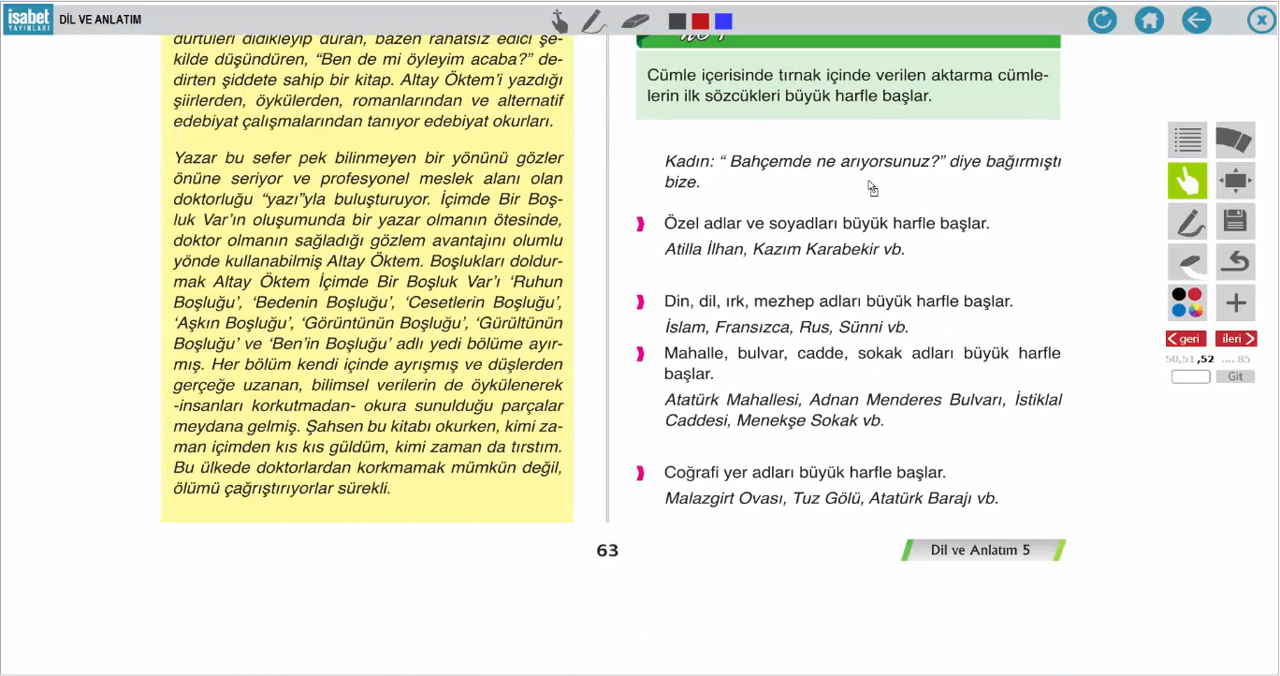 isabet
YAYINLARI
DİL VE ANLATIM
dürtüleri didikleyip duran, bazen rahatsız edici şe-
kilde düşündüren, “Ben de mi öyleyim acaba?” de-
dirten şiddete sahip bir kitap. Altay Öktem’i yazdığı
şiirlerden, öykülerden, romanlarından ve alternatif
edebiyat çalışmalarından tanıyor edebiyat okurları.
Yazar bu sefer pek bilinmeyen bir yönünü gözler
önüne seriyor ve profesyonel meslek alanı olan
doktorluğu “yazı”yla buluşturuyor. İçimde Bir Boş-
luk Var’ın oluşumunda bir yazar olmanın ötesinde,
doktor olmanın sağladığı gözlem avantajını olumlu
yönde kullanabilmiş Altay Öktem. Boşlukları doldur-
mak Altay Öktem İçimde Bir Boşluk Var’ı ‘Ruhun
Boşluğu’, ‘Bedenin Boşluğu’, ‘Cesetlerin Boşluğu’,
‘Aşkın Boşluğu’, ‘Görüntünün Boşluğu’, ‘Gürültünün
Boşluğu’ ve ‘Ben’in Boşluğu’ adlı yedi bölüme ayır-
mış. Her bölüm kendi içinde ayrışmış ve düşlerden
gerçeğe uzanan, bilimsel verilerin de öykülenerek
-insanları korkutmadan- okura sunulduğu parçalar
meydana gelmiş. Şahsen bu kitabı okurken, kimi za-
man içimden kıs kıs güldüm, kimi zaman da tırstım.
Bu ülkede doktorlardan korkmamak mümkün değil,
ölümü çağrıştırıyorlar sürekli.
Cümle içerisinde tırnak içinde verilen aktarma cümle-
lerin ilk sözcükleri büyük harfle başlar.
Kadın: “ Bahçemde ne arıyorsunuz?” diye bağırmıştı
bize.
Özel adlar ve soyadları büyük harfle başlar.
Atilla İlhan, Kazım Karabekir vb.
Din, dil, ırk, mezhep adları büyük harfle başlar.
İslam, Fransızca, Rus, Sünni vb.
Mahalle, bulvar, cadde, sokak adları büyük harfle
başlar.
Atatürk Mahallesi, Adnan Menderes Bulvarı, İstiklal
Caddesi, Menekşe Sokak vb.
Coğrafi yer adları büyük harfle başlar.
Malazgirt Ovası, Tuz Gölü, Atatürk Barajı vb.
63
Dil ve Anlatım 5
geri
ileri
50,51,52 .... 85
Git